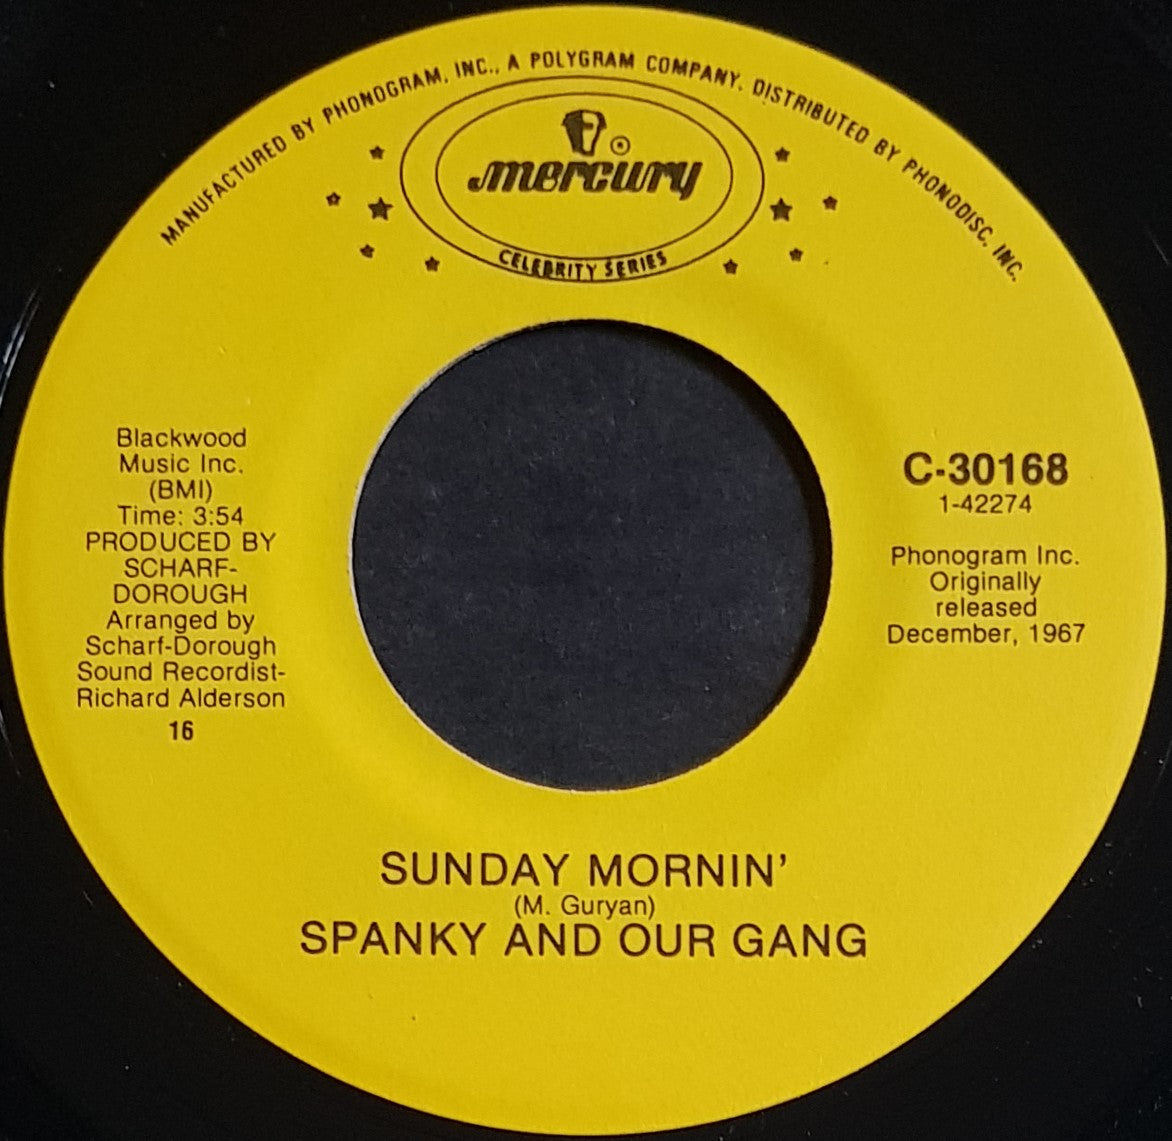 MANUFACTURED BY PHONOGRAM, INC., A POLYGRAM COMPANY, DISTRIBUTED BY PHONODISC, INC.
mercury
CELEBRITY SERIES
Blackwood
Music Inc.
(BMI)
Time: 3:54
PRODUCED BY
SCHARF-
DOROUGH
Arranged by
Scharf-Dorough
Sound Recordist-
Richard Alderson
16
C-30168
1-42274
Phonogram Inc.
Originally
released
December, 1967
SUNDAY MORNIN'
(M. Guryan)
SPANKY AND OUR GANG